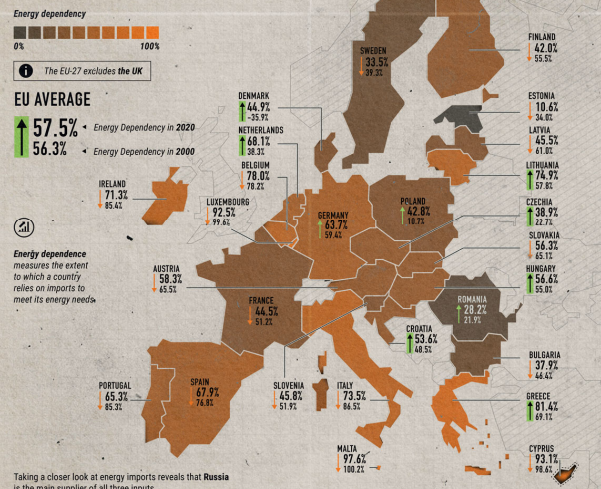 Energy dependency
0%
100%
The EU-27 excludes the UK
EU AVERAGE
57.5% Energy Dependency in 2020
56.3% Energy Dependency in 2000
SWEDEN
33.5%
39.3%
FINLAND
42.0%
55.5%
DENMARK
44.9%
-35.9%
ESTONIA
10.6%
34.0%
NETHERLANDS
68.1%
38.3%
LATVIA
45.5%
61.0%
BELGIUM
78.0%
78.2%
LITHUANIA
74.9%
57.8%
IRELAND
71.3%
85.4%
LUXEMBOURG
92.5%
99.6%
GERMANY
63.7%
59.4%
POLAND
42.8%
10.7%
CZECHIA
38.9%
22.7%
SLOVAKIA
56.3%
65.1%
Energy dependence
measures the extent
to which a country
relies on imports to
meet its energy needs
AUSTRIA
58.3%
65.5%
HUNGARY
56.6%
55.0%
FRANCE
44.5%
51.2%
ROMANIA
28.2%
21.9%
CROATIA
53.6%
48.5%
BULGARIA
37.9%
46.4%
PORTUGAL
65.3%
85.3%
SPAIN
67.9%
76.8%
SLOVENIA
45.8%
51.9%
ITALY
73.5%
86.5%
GREECE
81.4%
69.1%
MALTA
97.6%
100.2%
CYPRUS
93.1%
98.6%
Taking a closer look at energy imports reveals that Russia
is the main supplier of all three inputs